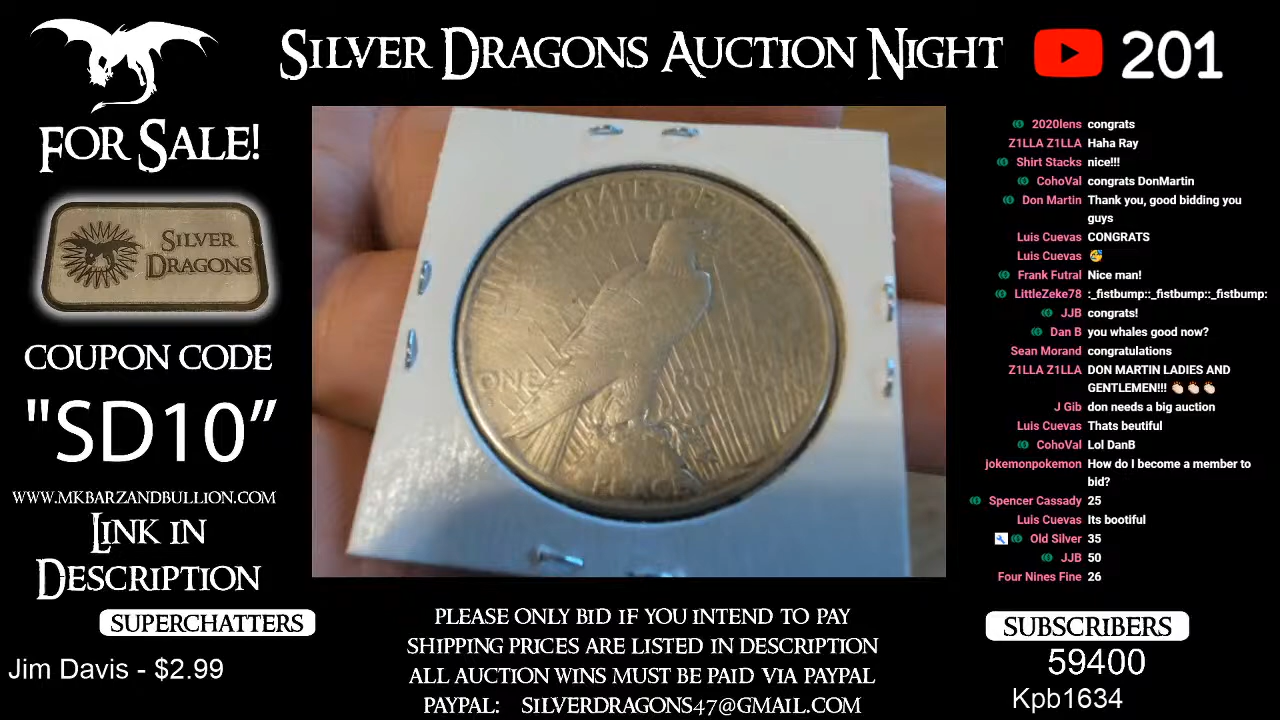 SILVER DRAGONS AUCTION NIGHT
201
FOR SALE!
SILVER
DRAGONS
COUPON CODE
"SD10”
WWW.MKBARZANDBULLION.COM
LINK IN
DESCRIPTION
SUPERCHATTERS
Jim Davis - $2.99
STATES OF
ONE
PLEASE ONLY BID IF YOU INTEND TO PAY
SHIPPING PRICES ARE LISTED IN DESCRIPTION
ALL AUCTION WINS MUST BE PAID VIA PAYPAL
PAYPAL: SILVERDRAGONS47@GMAIL.COM
2020lens congrats
Z1LLA Z1LLA Haha Ray
Shirt Stacks nice!!!
CohoVal congrats DonMartin
Don Martin Thank you, good bidding you
guys
Luis Cuevas CONGRATS
Luis Cuevas
Frank Futral Nice man!
LittleZeke78 :_fistbump::_fistbump::_fistbump:
JJB congrats!
Dan B you whales good now?
Sean Morand congratulations
Z1LLA Z1LLA DON MARTIN LADIES AND
GENTLEMEN!!! 👏🏻👏🏻👏🏻
J Gib don needs a big auction
Luis Cuevas Thats beutiful
CohoVal Lol DanB
jokemonpokemon How do I become a member to
bid?
Spencer Cassady 25
Luis Cuevas Its bootiful
Old Silver 35
JJB 50
Four Nines Fine 26
SUBSCRIBERS
59400
Kpb1634